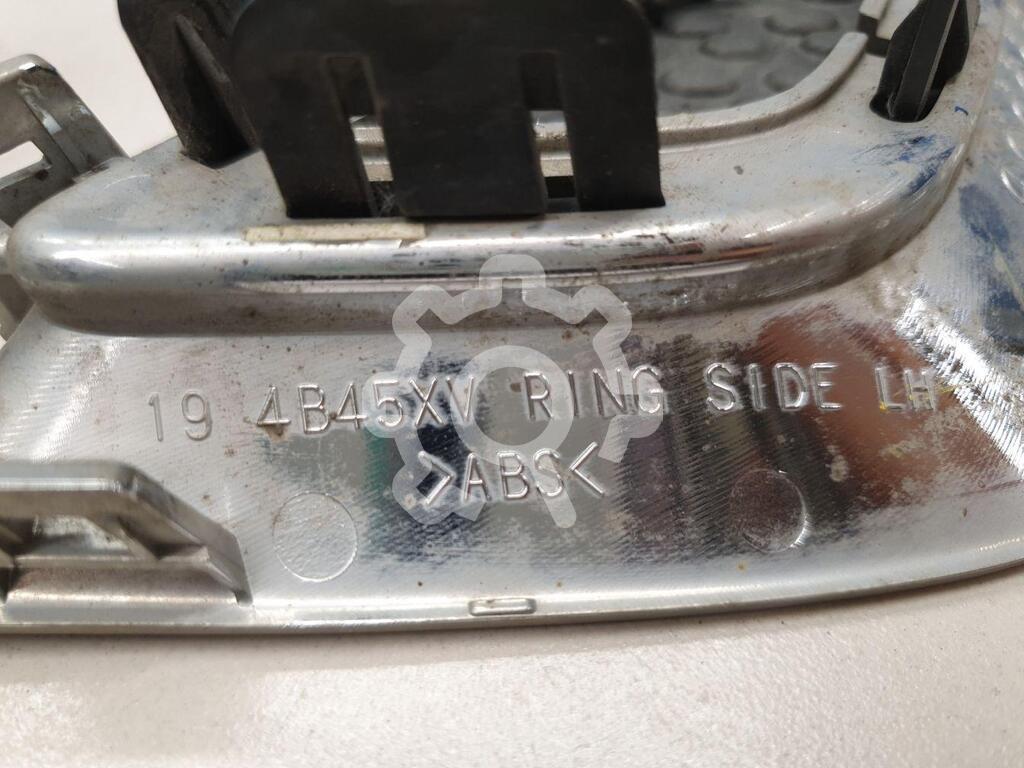 19 4B45XV RING SIDE LH
>ABS<